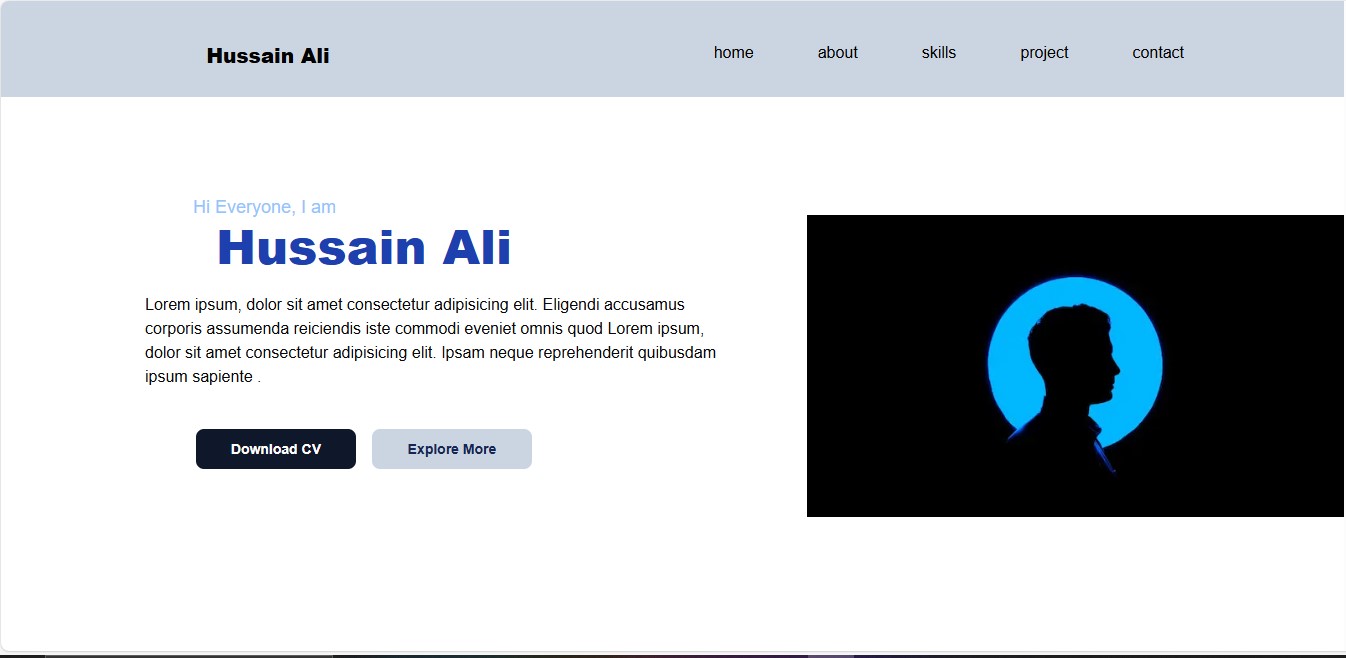 Hussain Ali
home about skills project contact
Hi Everyone, I am
Hussain Ali
Lorem ipsum, dolor sit amet consectetur adipisicing elit. Eligendi accusamus
corporis assumenda reiciendis iste commodi eveniet omnis quod Lorem ipsum,
dolor sit amet consectetur adipisicing elit. Ipsam neque reprehenderit quibusdam
ipsum sapiente .
Download CV Explore More